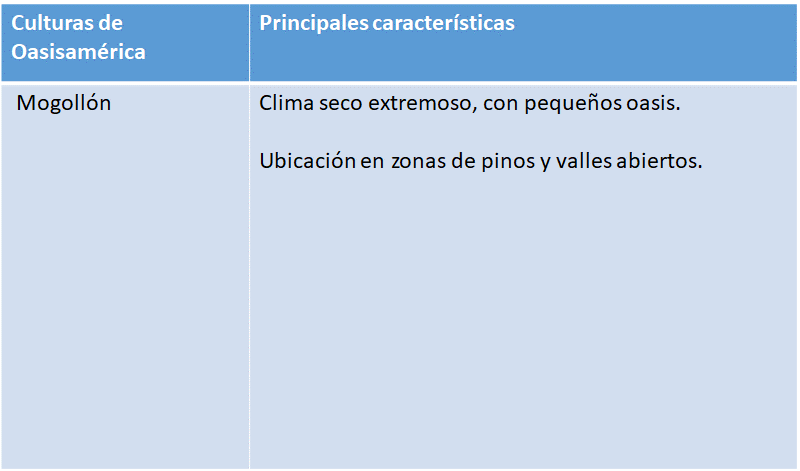 Culturas de
Oasisamérica
Principales características
Mogollón
Clima seco extremoso, con pequeños oasis.
Ubicación en zonas de pinos y valles abiertos.